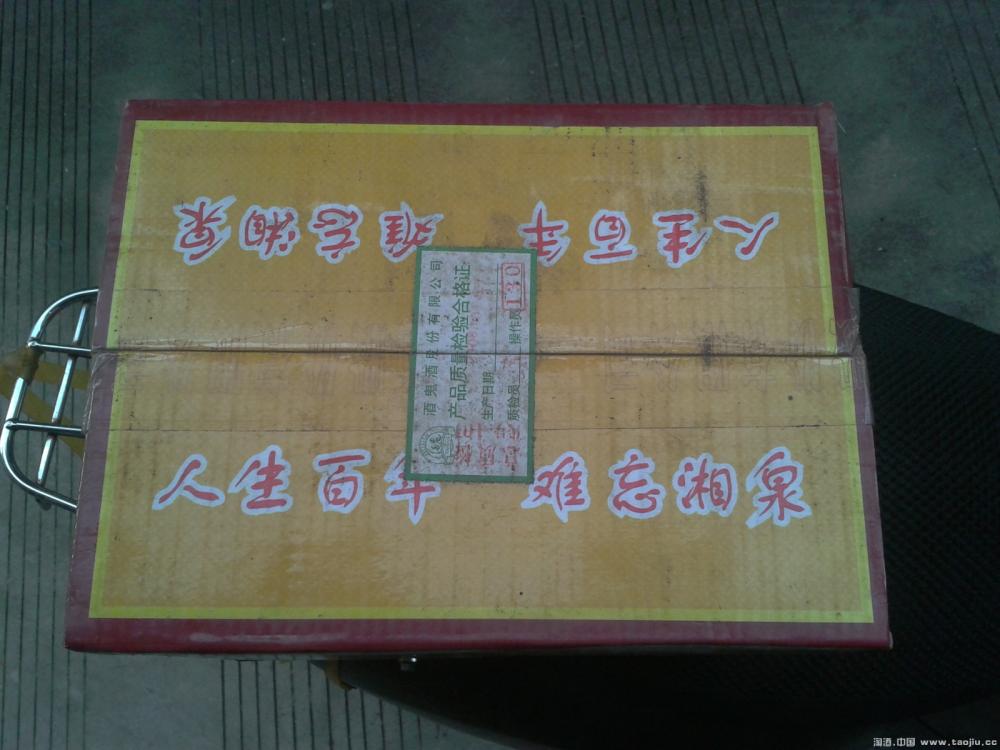 人生百年 难忘湘泉
酒鬼酒股份有限公司
产品质量检验合格证
生产日期
质检员 操作员 130
人生百年 难忘湘泉
淘酒.中国 www.taojiu.cc